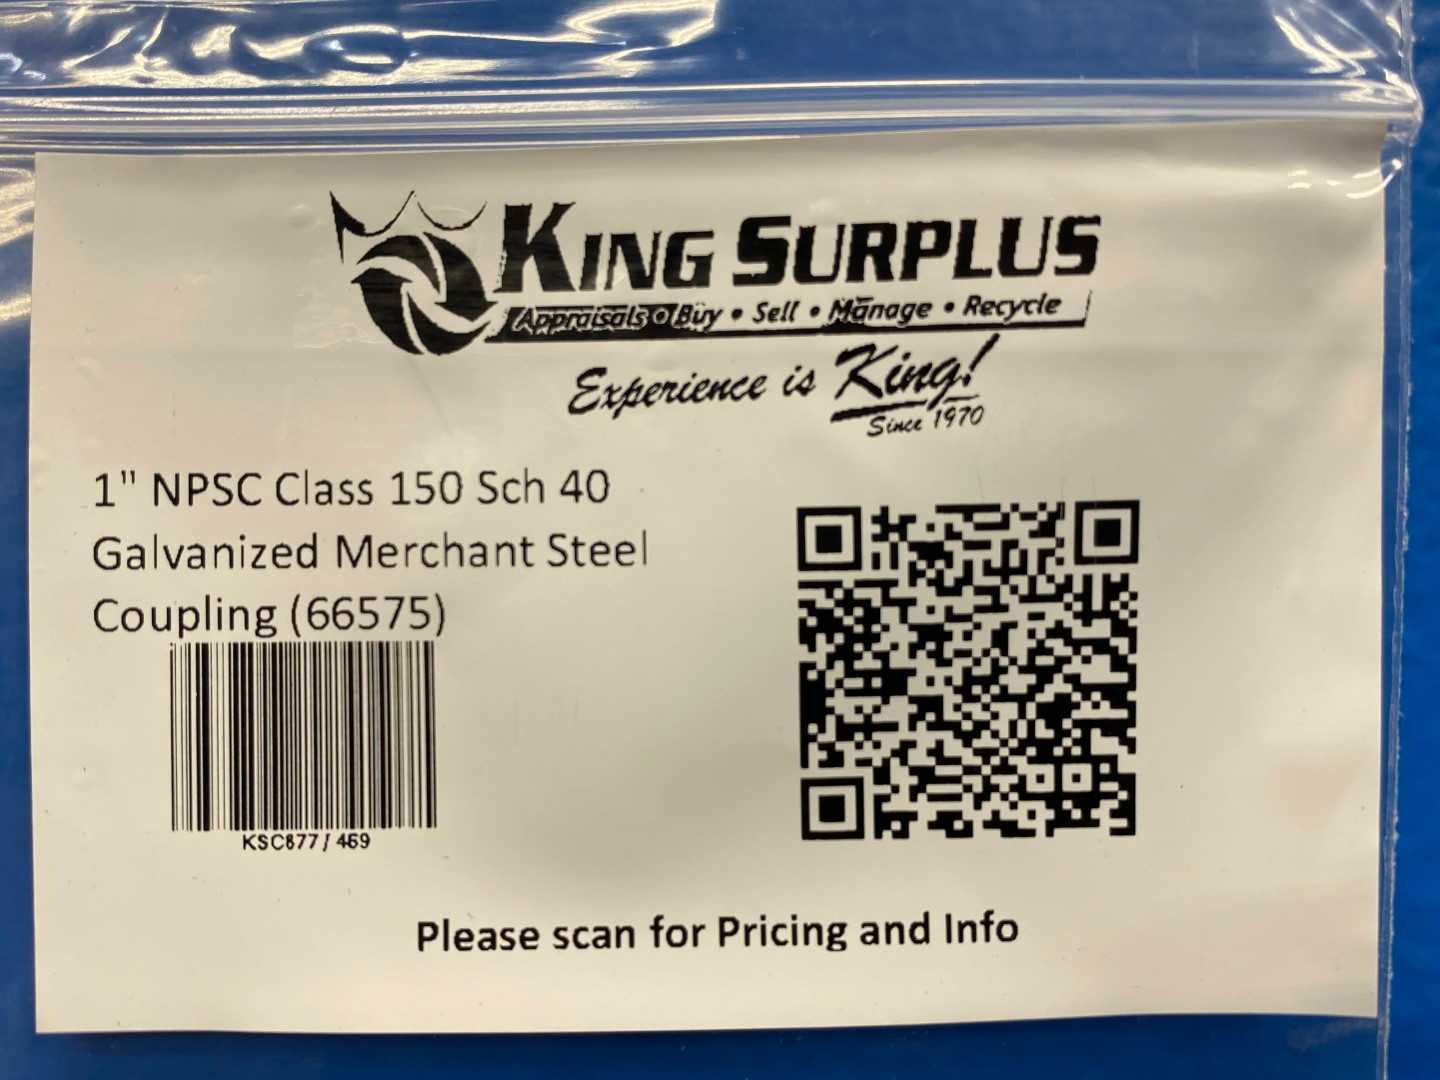 KING SURPLUS
Appraisals • Buy • Sell • Manage • Recycle
Experience is King!
Since 1970
1" NPSC Class 150 Sch 40
Galvanized Merchant Steel
Coupling (66575)
KSC877 / 459
Please scan for Pricing and Info